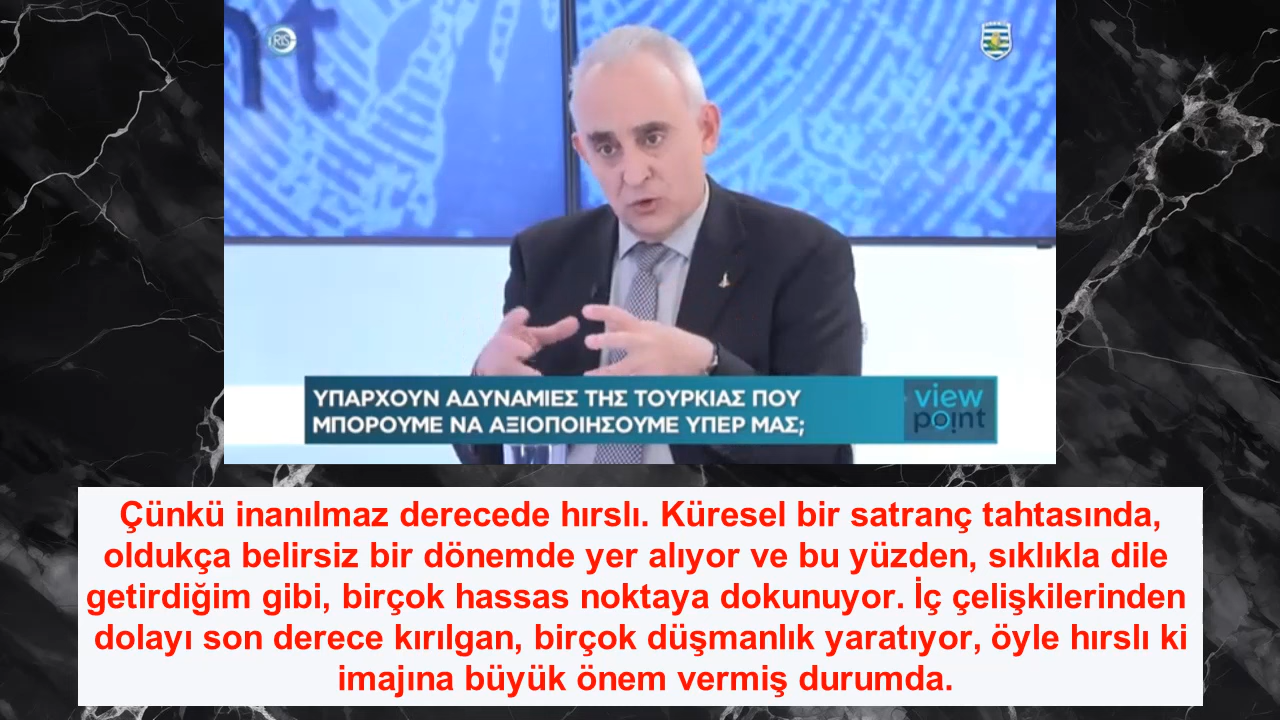 nt
RIS
ΥΠΑΡΧΟΥΝ ΑΔΥΝΑΜΙΕΣ ΤΗΣ ΤΟΥΡΚΙΑΣ ΠΟΥ
ΜΠΟΡΟΥΜΕ ΝΑ ΑΞΙΟΠΟΙΗΣΟΥΜΕ ΥΠΕΡ ΜΑΣ;
view
point
Çünkü inanılmaz derecede hırslı. Küresel bir satranç tahtasında,
oldukça belirsiz bir dönemde yer alıyor ve bu yüzden, sıklıkla dile
getirdiğim gibi, birçok hassas noktaya dokunuyor. İç çelişkilerinden
dolayı son derece kırılgan, birçok düşmanlık yaratıyor, öyle hırslı ki
imajına büyük önem vermiş durumda.